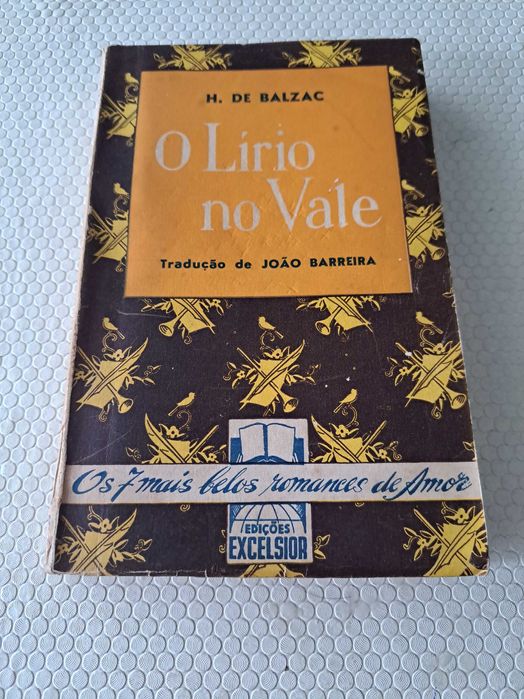 H. DE BALZAC
O Lírio
no Vale
Tradução de JOÃO BARREIRA
Os 7 mais belos romances de Amor
EDIÇÕES
EXCELSIOR